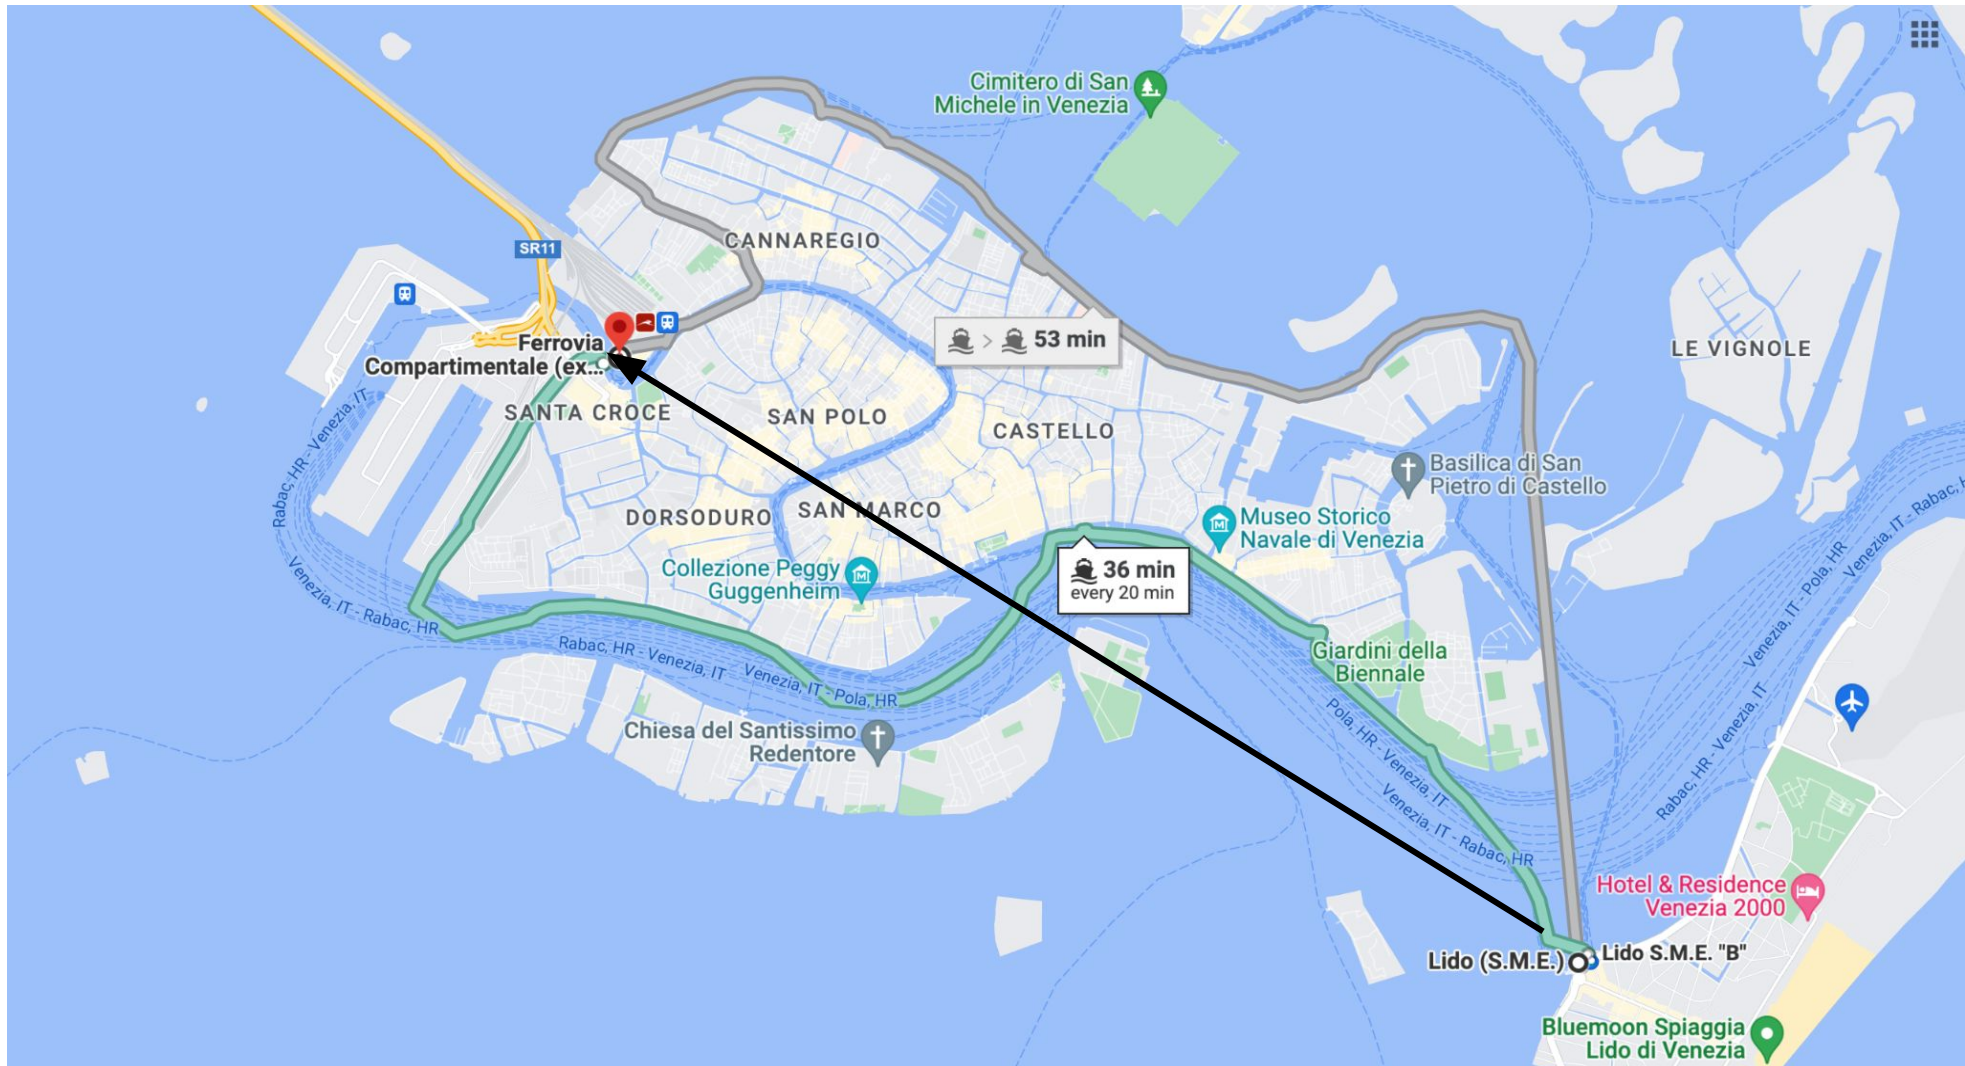 Cimitero di San
Michele in Venezia
CANNAREGIO
SR11
53 min
LE VIGNOLE
Ferrovia
Compartimentale (ex...
SANTA CROCE
SAN POLO
CASTELLO
Rabac, HR - Venezia, IT
Basilica di San
Pietro di Castello
DORSODURO
SAN MARCO
Museo Storico
Navale di Venezia
Venezia, IT - Rabac, HR
Venezia, IT - Pola, HR
Collezione Peggy
Guggenheim
36 min
every 20 min
Venezia, IT - Rabac, HR
Rabac, HR - Venezia, IT
Venezia, IT - Pola, HR
Giardini della
Biennale
Chiesa del Santissimo
Redentore
Pola, HR - Venezia, IT
Rabac, HR - Venezia, IT
Venezia, IT - Rabac, HR
Hotel & Residence
Venezia 2000
Lido (S.M.E.)
Lido S.M.E. "B"
Bluemoon Spiaggia
Lido di Venezia